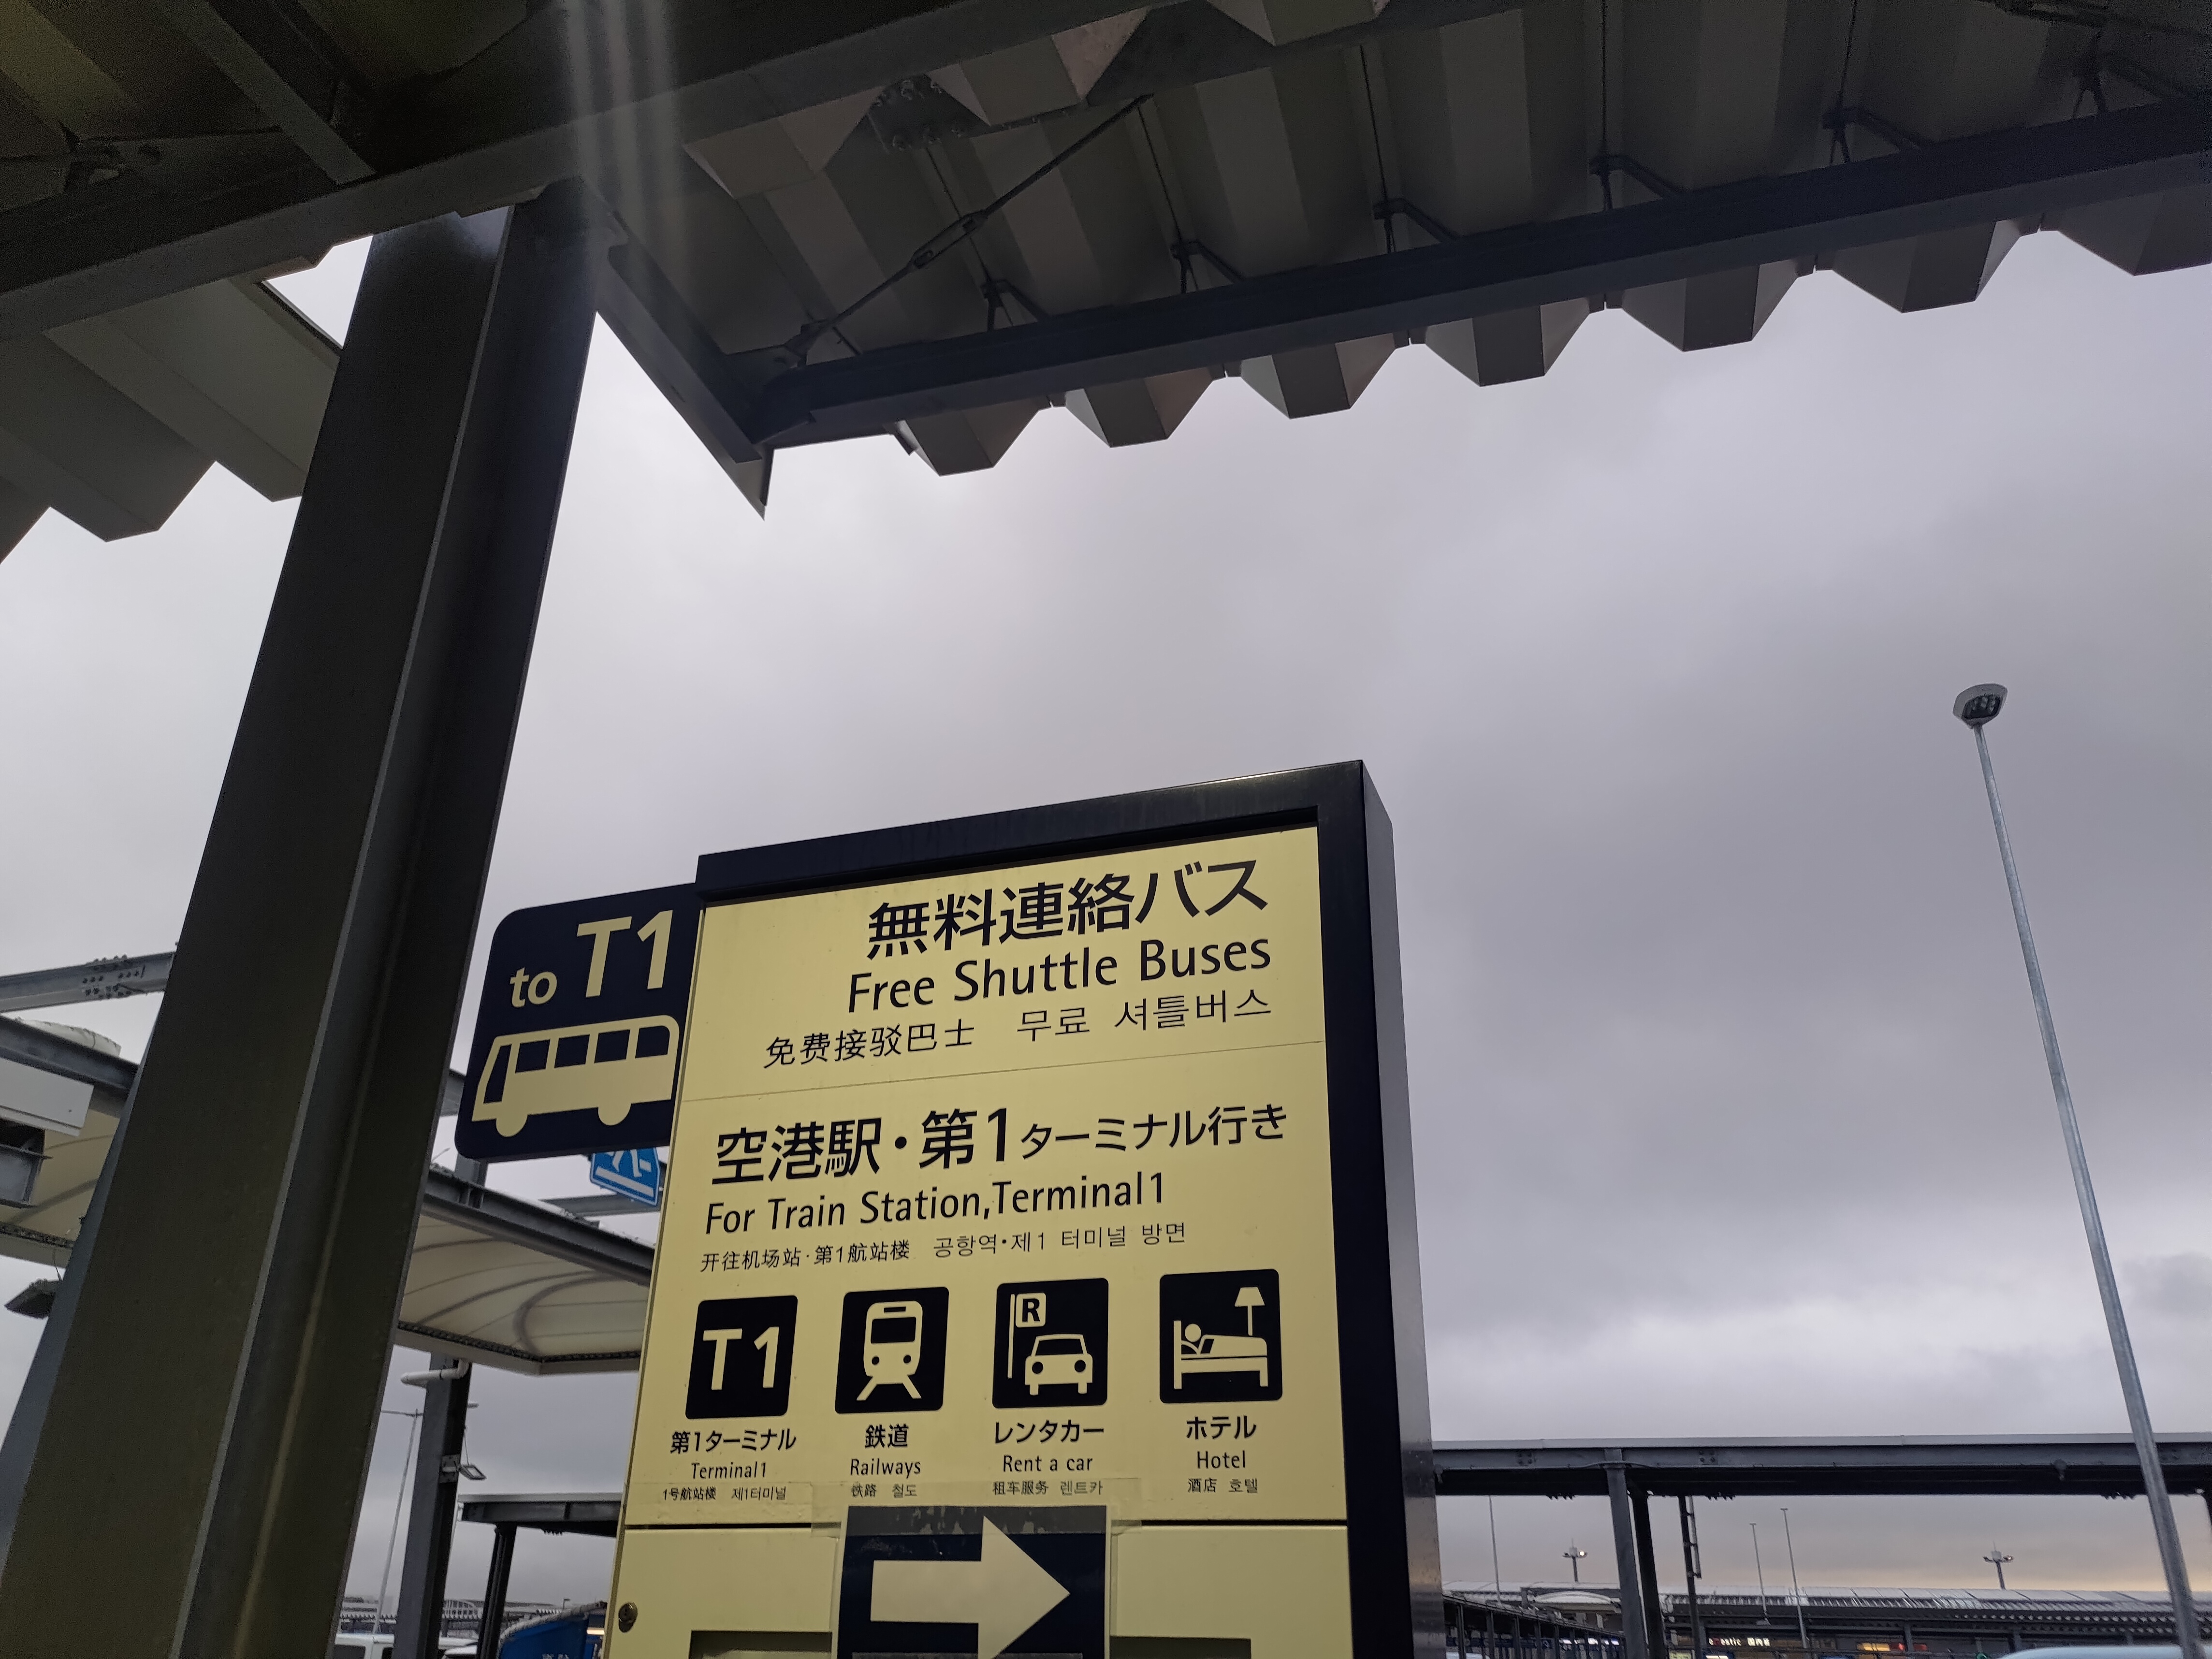 to T1
無料連絡バス
Free Shuttle Buses
免费接驳巴士 무료 셔틀버스
空港駅・第1ターミナル行き
For Train Station,Terminal1
开往机场站·第1航站楼 공항역•제1 터미널 방면
T1
R
第1ターミナル
Terminal1
1号航站楼 제1터미널
鉄道
Railways
铁路 철도
レンタカー
Rent a car
租车服务 렌트카
ホテル
Hotel
酒店 호텔